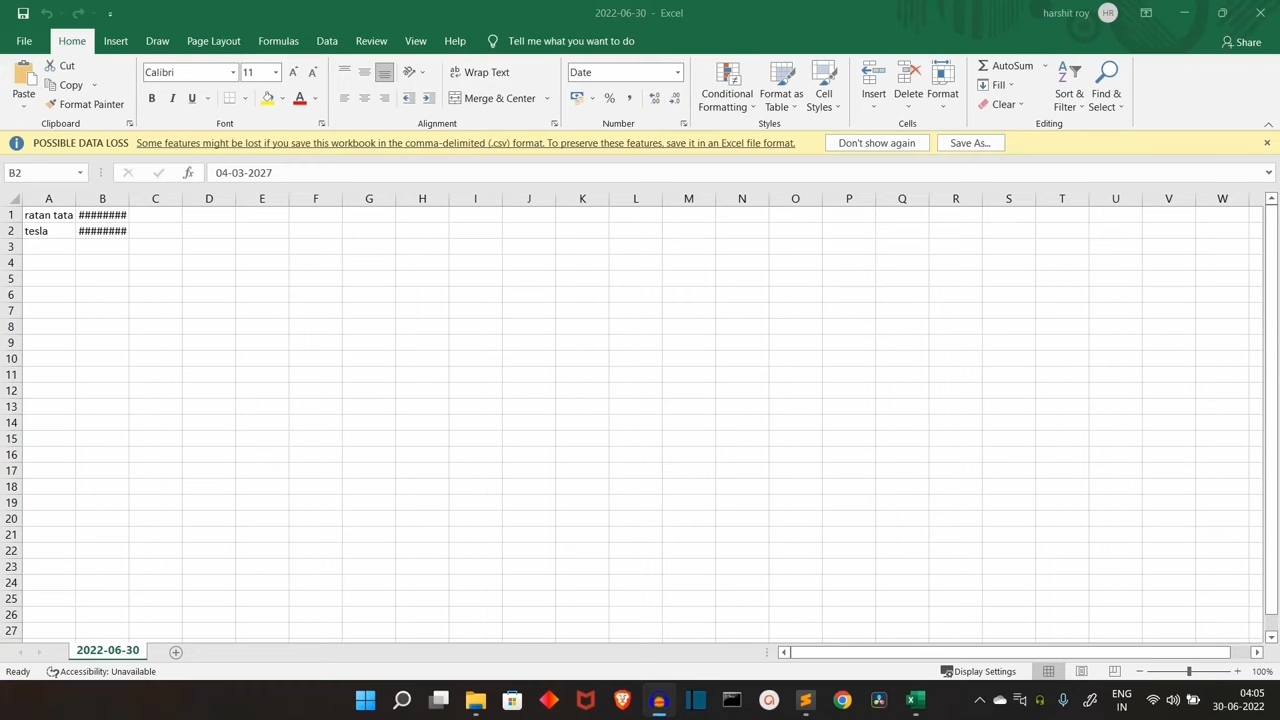 2022-06-30 - Excel
harshit roy HR
File Home Insert Draw Page Layout Formulas Data Review View Help Tell me what you want to do Share
Paste
Cut
Copy
Format Painter
Clipboard
Calibri 11
B I U
Font
Wrap Text
Merge & Center
Alignment
Date
%
Number
Conditional Formatting
Format as Table
Cell Styles
Styles
Insert
Delete
Format
Cells
AutoSum
Fill
Clear
Sort & Filter
Find & Select
Editing
POSSIBLE DATA LOSS Some features might be lost if you save this workbook in the comma-delimited (.csv) format. To preserve these features, save it in an Excel file format. Don't show again Save As...
B2 fx 04-03-2027
A B C D E F G H I J K L M N O P Q R S T U V W
1 ratan tata ########
2 tesla ########
3
4
5
6
7
8
9
10
11
12
13
14
15
16
17
18
19
20
21
22
23
24
25
26
27
2022-06-30
Ready Accessibility: Unavailable Display Settings 100%
ENG
IN
04:05
30-06-2022